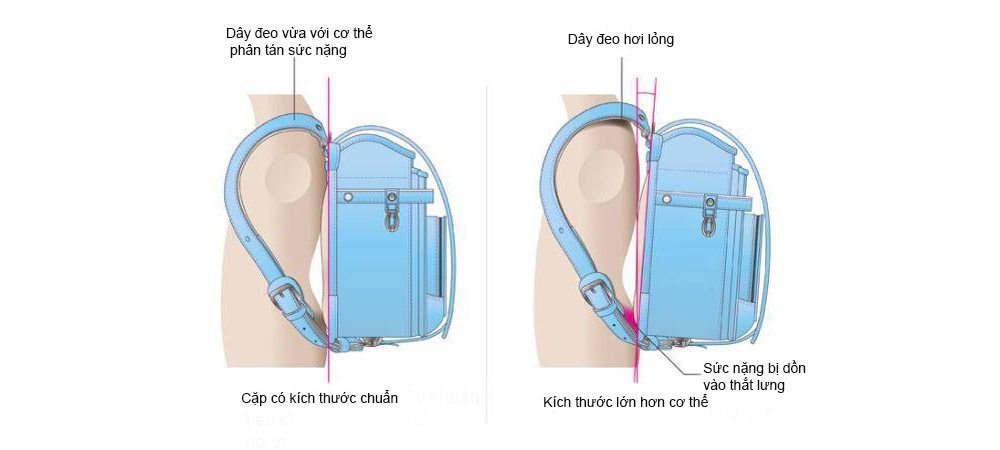 Dây đeo vừa với cơ thể
phân tán sức nặng
Dây đeo hơi lỏng
Sức nặng bị dồn
vào thắt lưng
Cặp có kích thước chuẩn
Kích thước lớn hơn cơ thể